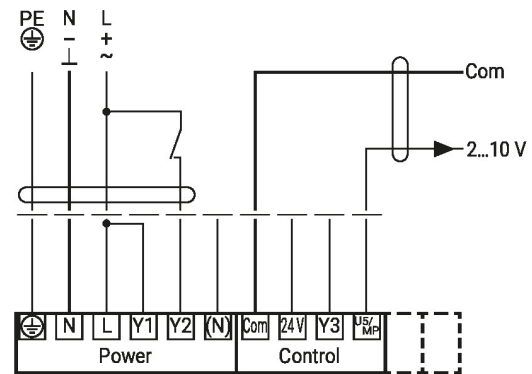 PE N L
- +
~
Com
2...10 V
N L Y1 Y2 (N) Com 24 V Y3 U5/MP
Power Control